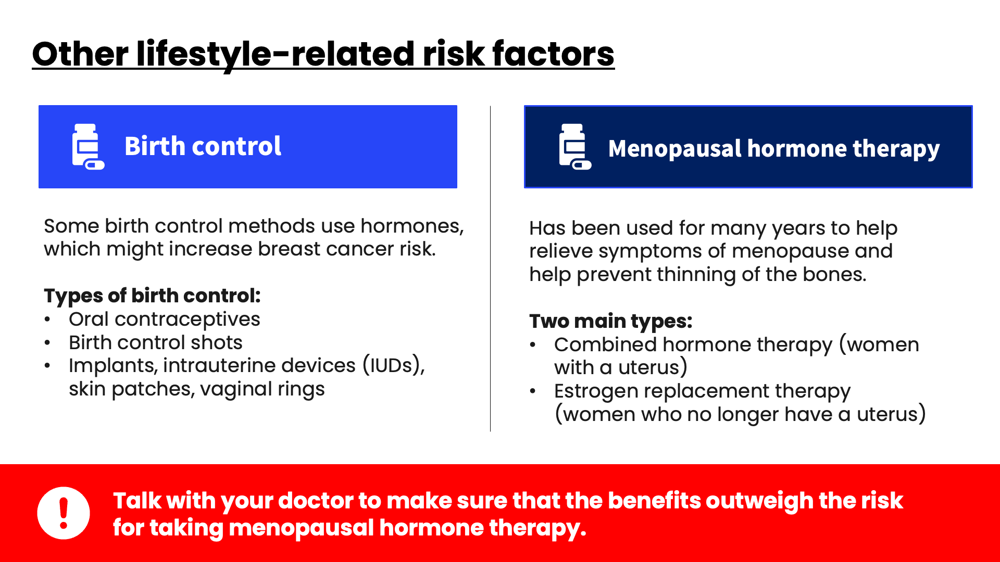 Other lifestyle-related risk factors
Birth control
Some birth control methods use hormones,
which might increase breast cancer risk.
Types of birth control:
• Oral contraceptives
• Birth control shots
• Implants, intrauterine devices (IUDs),
skin patches, vaginal rings
Menopausal hormone therapy
Has been used for many years to help
relieve symptoms of menopause and
help prevent thinning of the bones.
Two main types:
• Combined hormone therapy (women
with a uterus)
• Estrogen replacement therapy
(women who no longer have a uterus)
Talk with your doctor to make sure that the benefits outweigh the risk
for taking menopausal hormone therapy.